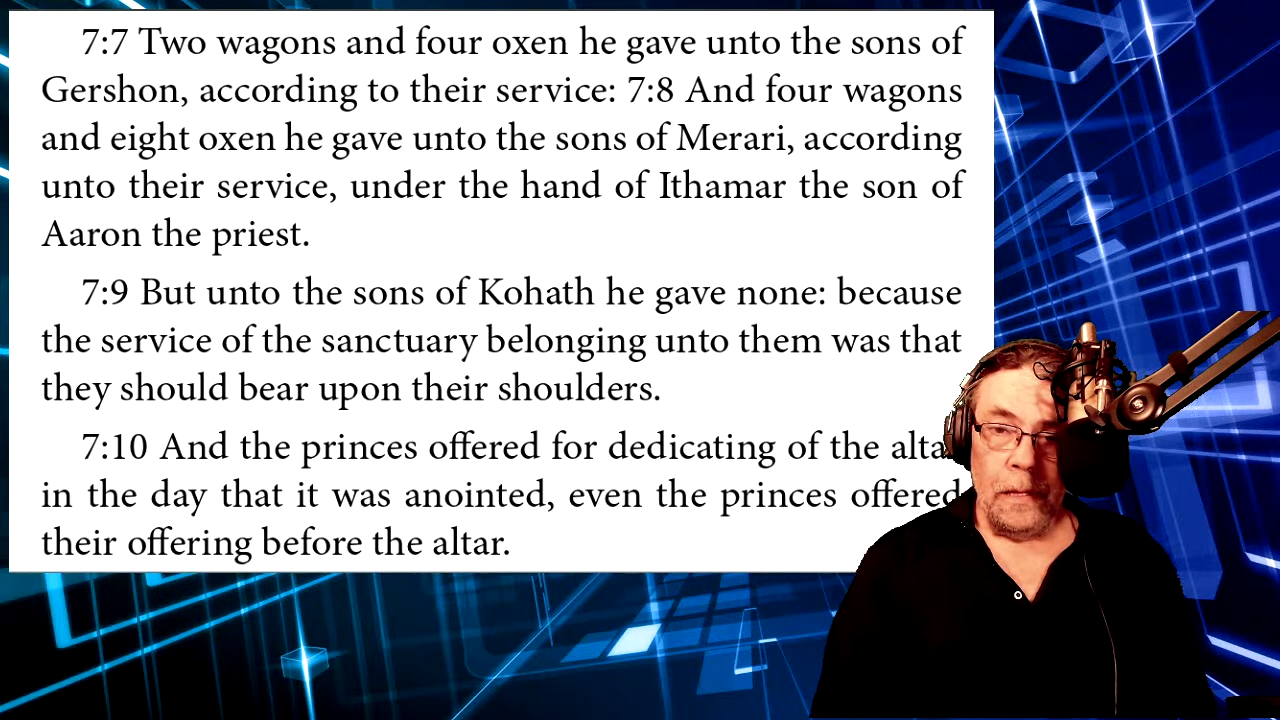 7:7 Two wagons and four oxen he gave unto the sons of
Gershon, according to their service: 7:8 And four wagons
and eight oxen he gave unto the sons of Merari, according
unto their service, under the hand of Ithamar the son of
Aaron the priest.
7:9 But unto the sons of Kohath he gave none: because
the service of the sanctuary belonging unto them was that
they should bear upon their shoulders.
7:10 And the princes offered for dedicating of the altar
in the day that it was anointed, even the princes offered
their offering before the altar.